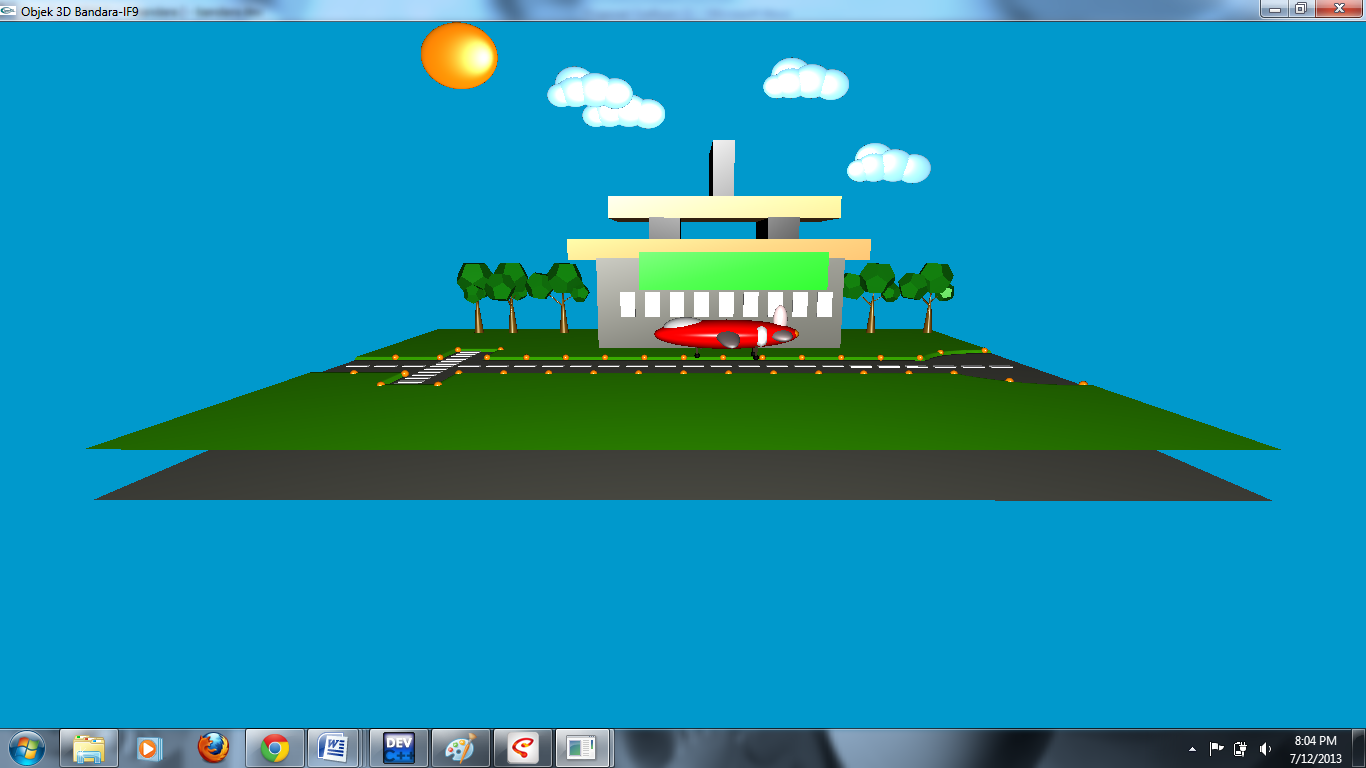 Objek 3D Bandara-IF9
W
DEV
C++
8:04 PM
7/12/2013